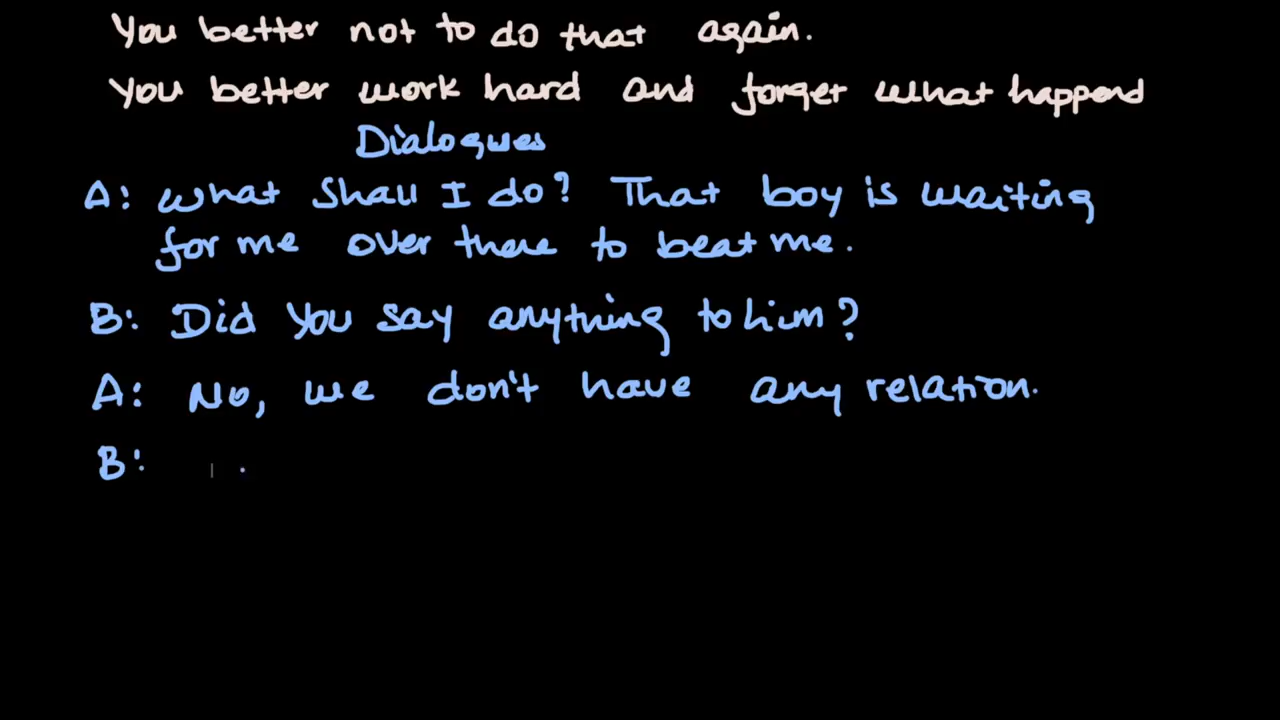 You better not to do that again.
You better work hard and forget what happend
Dialogues
A: What Shall I do? That boy is waiting
for me over there to beat me.
B: Did You say anything to him?
A: No, we don't have any relation.
B: